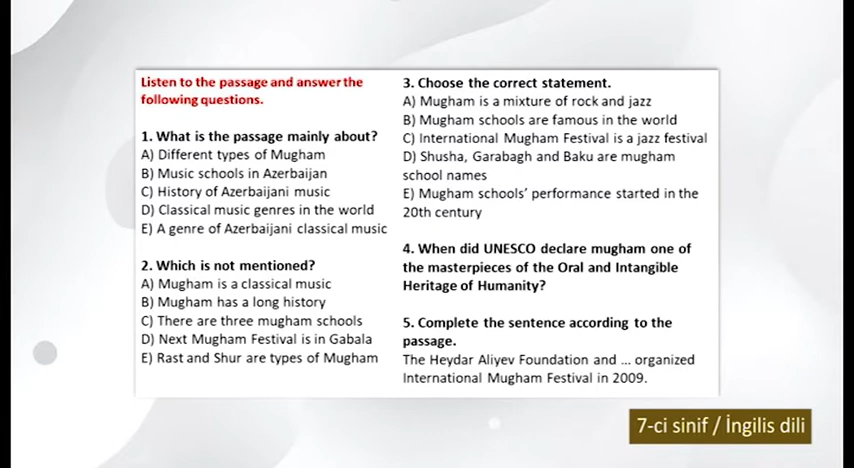 Listen to the passage and answer the
following questions.
1. What is the passage mainly about?
A) Different types of Mugham
B) Music schools in Azerbaijan
C) History of Azerbaijani music
D) Classical music genres in the world
E) A genre of Azerbaijani classical music
2. Which is not mentioned?
A) Mugham is a classical music
B) Mugham has a long history
C) There are three mugham schools
D) Next Mugham Festival is in Gabala
E) Rast and Shur are types of Mugham
3. Choose the correct statement.
A) Mugham is a mixture of rock and jazz
B) Mugham schools are famous in the world
C) International Mugham Festival is a jazz festival
D) Shusha, Garabagh and Baku are mugham
school names
E) Mugham schools' performance started in the
20th century
4. When did UNESCO declare mugham one of
the masterpieces of the Oral and Intangible
Heritage of Humanity?
5. Complete the sentence according to the
passage.
The Heydar Aliyev Foundation and ... organized
International Mugham Festival in 2009.
7-ci sinif / İngilis dili